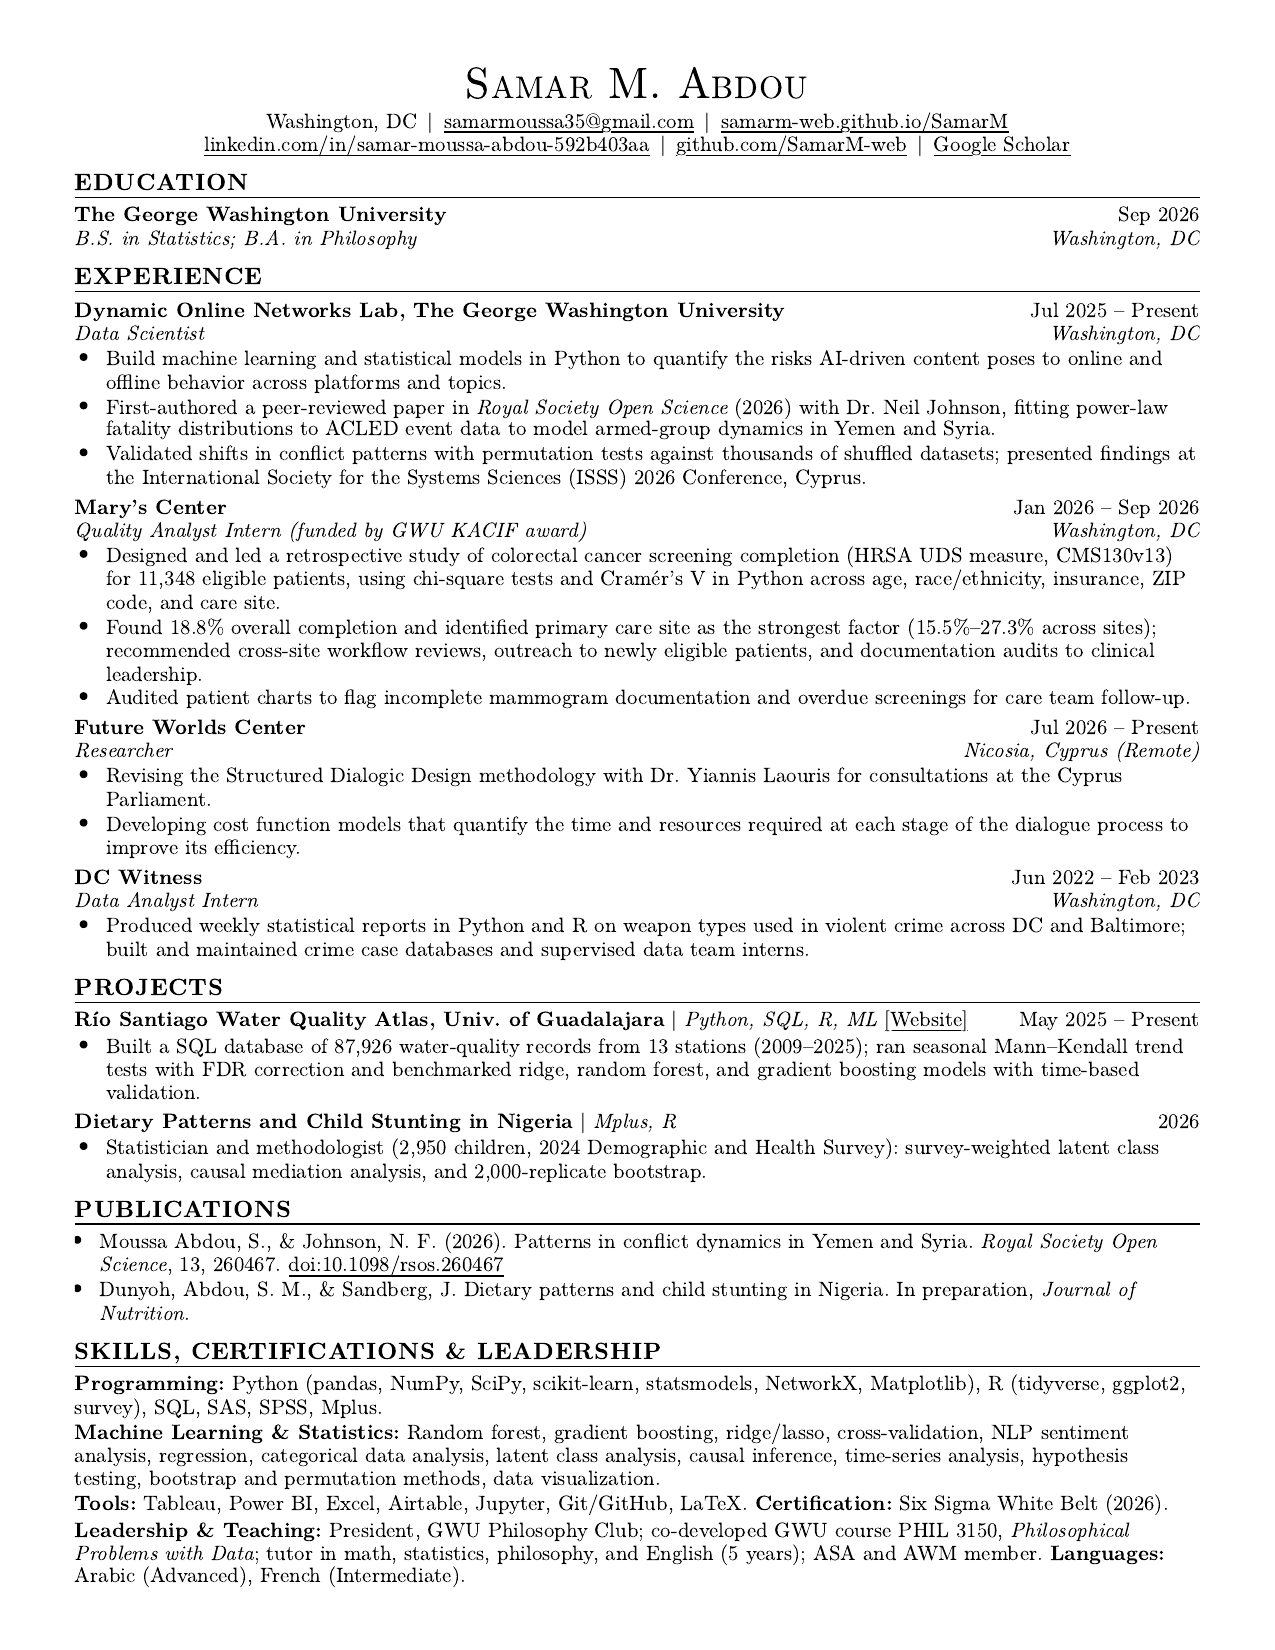 Samar M. Abdou
Washington, DC | samarmoussa35@gmail.com | samarm-web.github.io/SamarM
linkedin.com/in/samar-moussa-abdou-592b403aa | github.com/SamarM-web | Google Scholar
EDUCATION
The George Washington University Sep 2026
B.S. in Statistics; B.A. in Philosophy Washington, DC
EXPERIENCE
Dynamic Online Networks Lab, The George Washington University Jul 2025 – Present
Data Scientist Washington, DC
• Build machine learning and statistical models in Python to quantify the risks AI-driven content poses to online and
offline behavior across platforms and topics.
• First-authored a peer-reviewed paper in Royal Society Open Science (2026) with Dr. Neil Johnson, fitting power-law
fatality distributions to ACLED event data to model armed-group dynamics in Yemen and Syria.
• Validated shifts in conflict patterns with permutation tests against thousands of shuffled datasets; presented findings at
the International Society for the Systems Sciences (ISSS) 2026 Conference, Cyprus.
Mary's Center Jan 2026 – Sep 2026
Quality Analyst Intern (funded by GWU KACIF award) Washington, DC
• Designed and led a retrospective study of colorectal cancer screening completion (HRSA UDS measure, CMS130v13)
for 11,348 eligible patients, using chi-square tests and Cramér's V in Python across age, race/ethnicity, insurance, ZIP
code, and care site.
• Found 18.8% overall completion and identified primary care site as the strongest factor (15.5%–27.3% across sites);
recommended cross-site workflow reviews, outreach to newly eligible patients, and documentation audits to clinical
leadership.
• Audited patient charts to flag incomplete mammogram documentation and overdue screenings for care team follow-up.
Future Worlds Center Jul 2026 – Present
Researcher Nicosia, Cyprus (Remote)
• Revising the Structured Dialogic Design methodology with Dr. Yiannis Laouris for consultations at the Cyprus
Parliament.
• Developing cost function models that quantify the time and resources required at each stage of the dialogue process to
improve its efficiency.
DC Witness Jun 2022 – Feb 2023
Data Analyst Intern Washington, DC
• Produced weekly statistical reports in Python and R on weapon types used in violent crime across DC and Baltimore;
built and maintained crime case databases and supervised data team interns.
PROJECTS
Río Santiago Water Quality Atlas, Univ. of Guadalajara | Python, SQL, R, ML [Website] May 2025 – Present
• Built a SQL database of 87,926 water-quality records from 13 stations (2009–2025); ran seasonal Mann–Kendall trend
tests with FDR correction and benchmarked ridge, random forest, and gradient boosting models with time-based
validation.
Dietary Patterns and Child Stunting in Nigeria | Mplus, R 2026
• Statistician and methodologist (2,950 children, 2024 Demographic and Health Survey): survey-weighted latent class
analysis, causal mediation analysis, and 2,000-replicate bootstrap.
PUBLICATIONS
• Moussa Abdou, S., & Johnson, N. F. (2026). Patterns in conflict dynamics in Yemen and Syria. Royal Society Open
Science, 13, 260467. doi:10.1098/rsos.260467
• Dunyoh, Abdou, S. M., & Sandberg, J. Dietary patterns and child stunting in Nigeria. In preparation, Journal of
Nutrition.
SKILLS, CERTIFICATIONS & LEADERSHIP
Programming: Python (pandas, NumPy, SciPy, scikit-learn, statsmodels, NetworkX, Matplotlib), R (tidyverse, ggplot2,
survey), SQL, SAS, SPSS, Mplus.
Machine Learning & Statistics: Random forest, gradient boosting, ridge/lasso, cross-validation, NLP sentiment
analysis, regression, categorical data analysis, latent class analysis, causal inference, time-series analysis, hypothesis
testing, bootstrap and permutation methods, data visualization.
Tools: Tableau, Power BI, Excel, Airtable, Jupyter, Git/GitHub, LaTeX. Certification: Six Sigma White Belt (2026).
Leadership & Teaching: President, GWU Philosophy Club; co-developed GWU course PHIL 3150, Philosophical
Problems with Data; tutor in math, statistics, philosophy, and English (5 years); ASA and AWM member. Languages:
Arabic (Advanced), French (Intermediate).